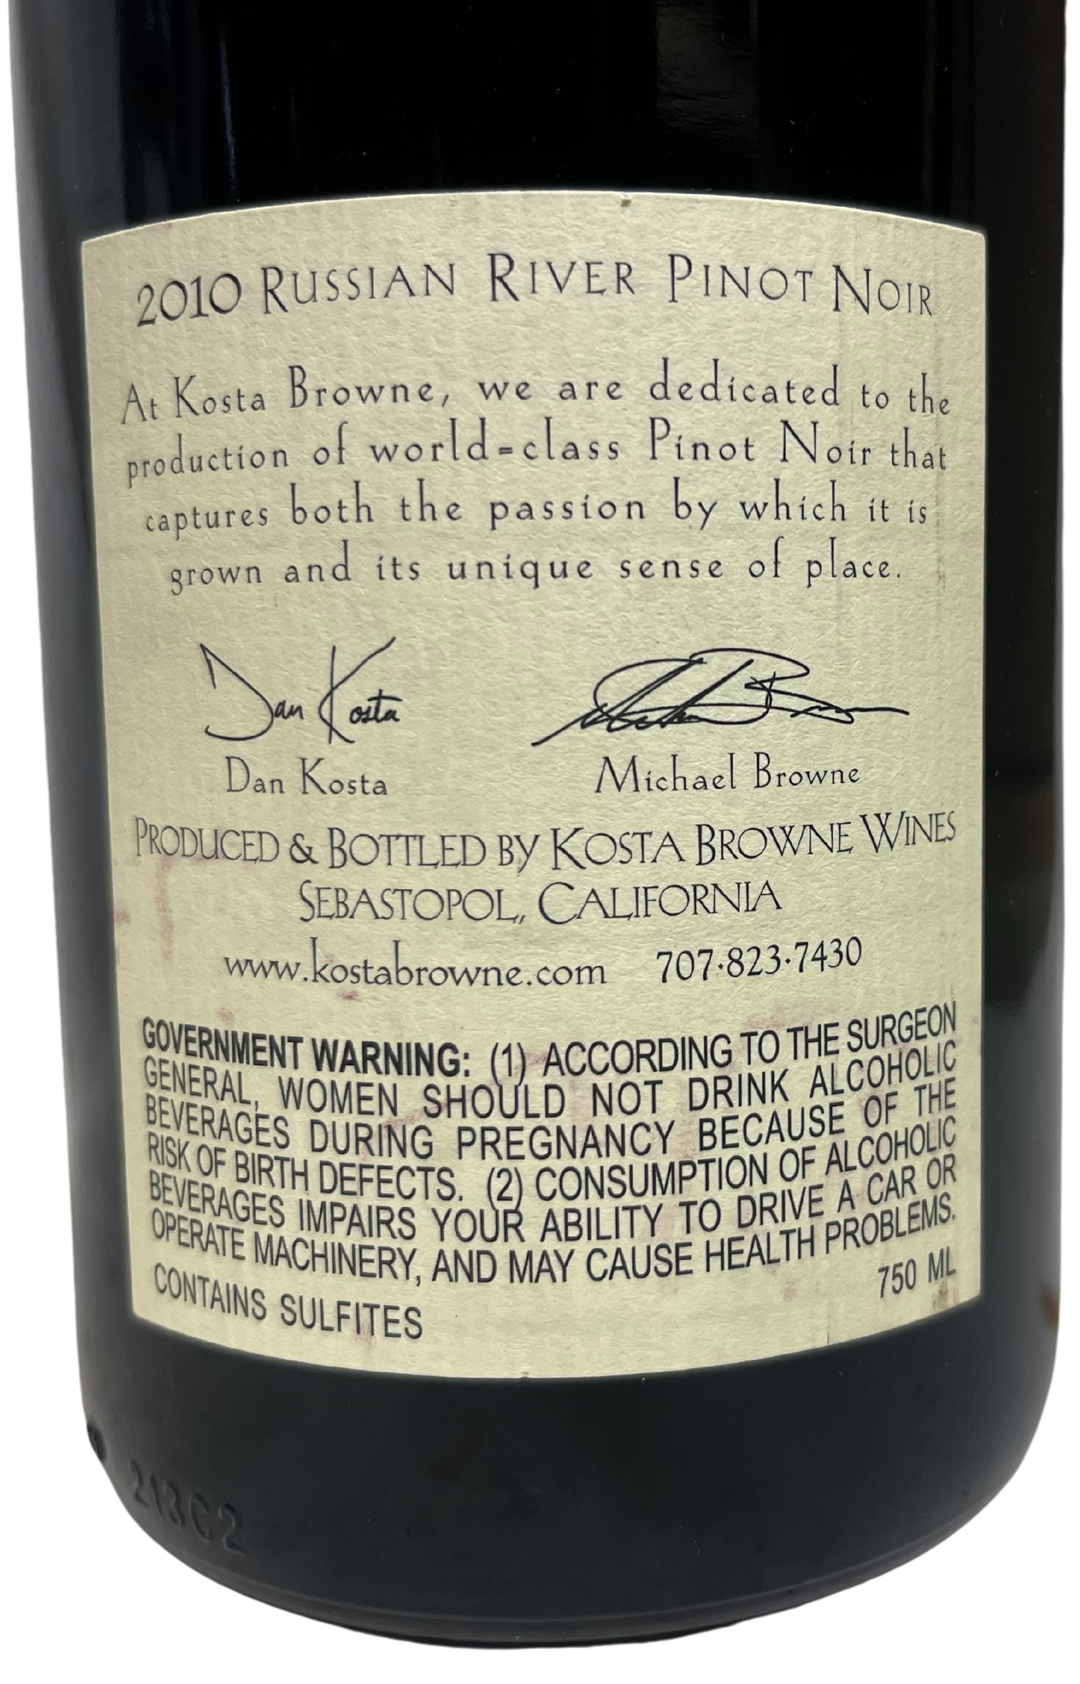 2010 RUSSIAN RIVER PINOT NOIR
At Kosta Browne, we are dedicated to the
production of world-class Pinot Noir that
captures both the passion by which it is
grown and its unique sense of place.
Dan Kosta
Dan Kosta Michael Browne
PRODUCED & BOTTLED BY KOSTA BROWNE WINES
SEBASTOPOL, CALIFORNIA
www.kostabrowne.com 707·823·7430
GOVERNMENT WARNING: (1) ACCORDING TO THE SURGEON
GENERAL, WOMEN SHOULD NOT DRINK ALCOHOLIC
BEVERAGES DURING PREGNANCY BECAUSE OF THE
RISK OF BIRTH DEFECTS. (2) CONSUMPTION OF ALCOHOLIC
BEVERAGES IMPAIRS YOUR ABILITY TO DRIVE A CAR OR
OPERATE MACHINERY, AND MAY CAUSE HEALTH PROBLEMS.
CONTAINS SULFITES 750 ML
213C2